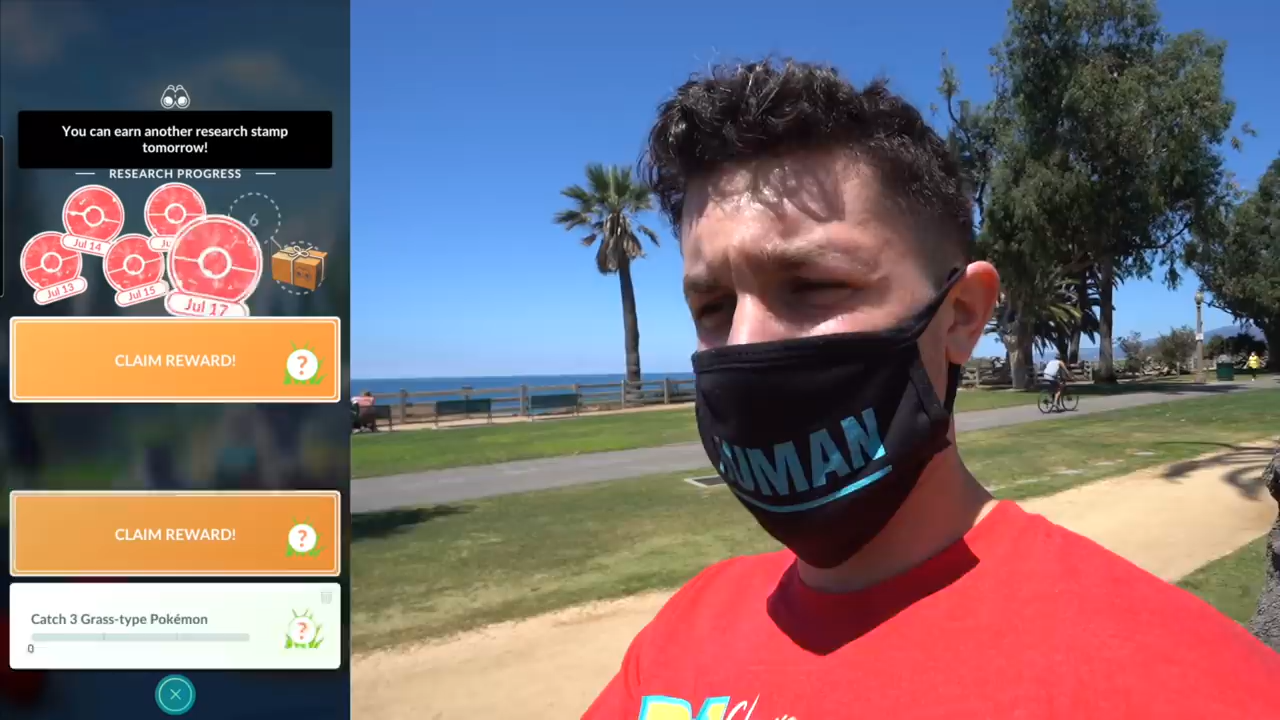 You can earn another research stamp
tomorrow!
RESEARCH PROGRESS
6
Jul 14
Jul 13
Jul 15
Jul 17
CLAIM REWARD!
?
CLAIM REWARD!
?
Catch 3 Grass-type Pokémon
?
0
HUMAN